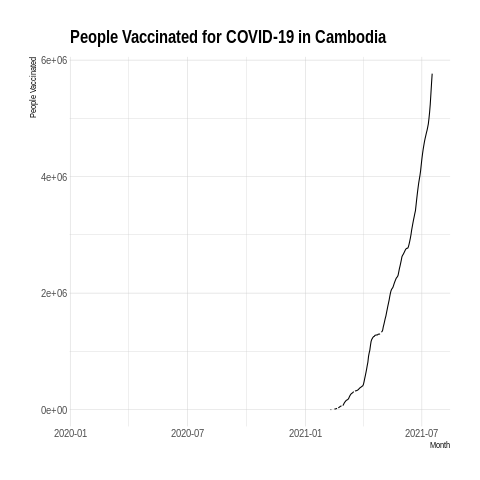 People Vaccinated for COVID-19 in Cambodia
People Vaccinated
6e+06
4e+06
2e+06
0e+00
2020-01
2020-07
2021-01
2021-07
Month